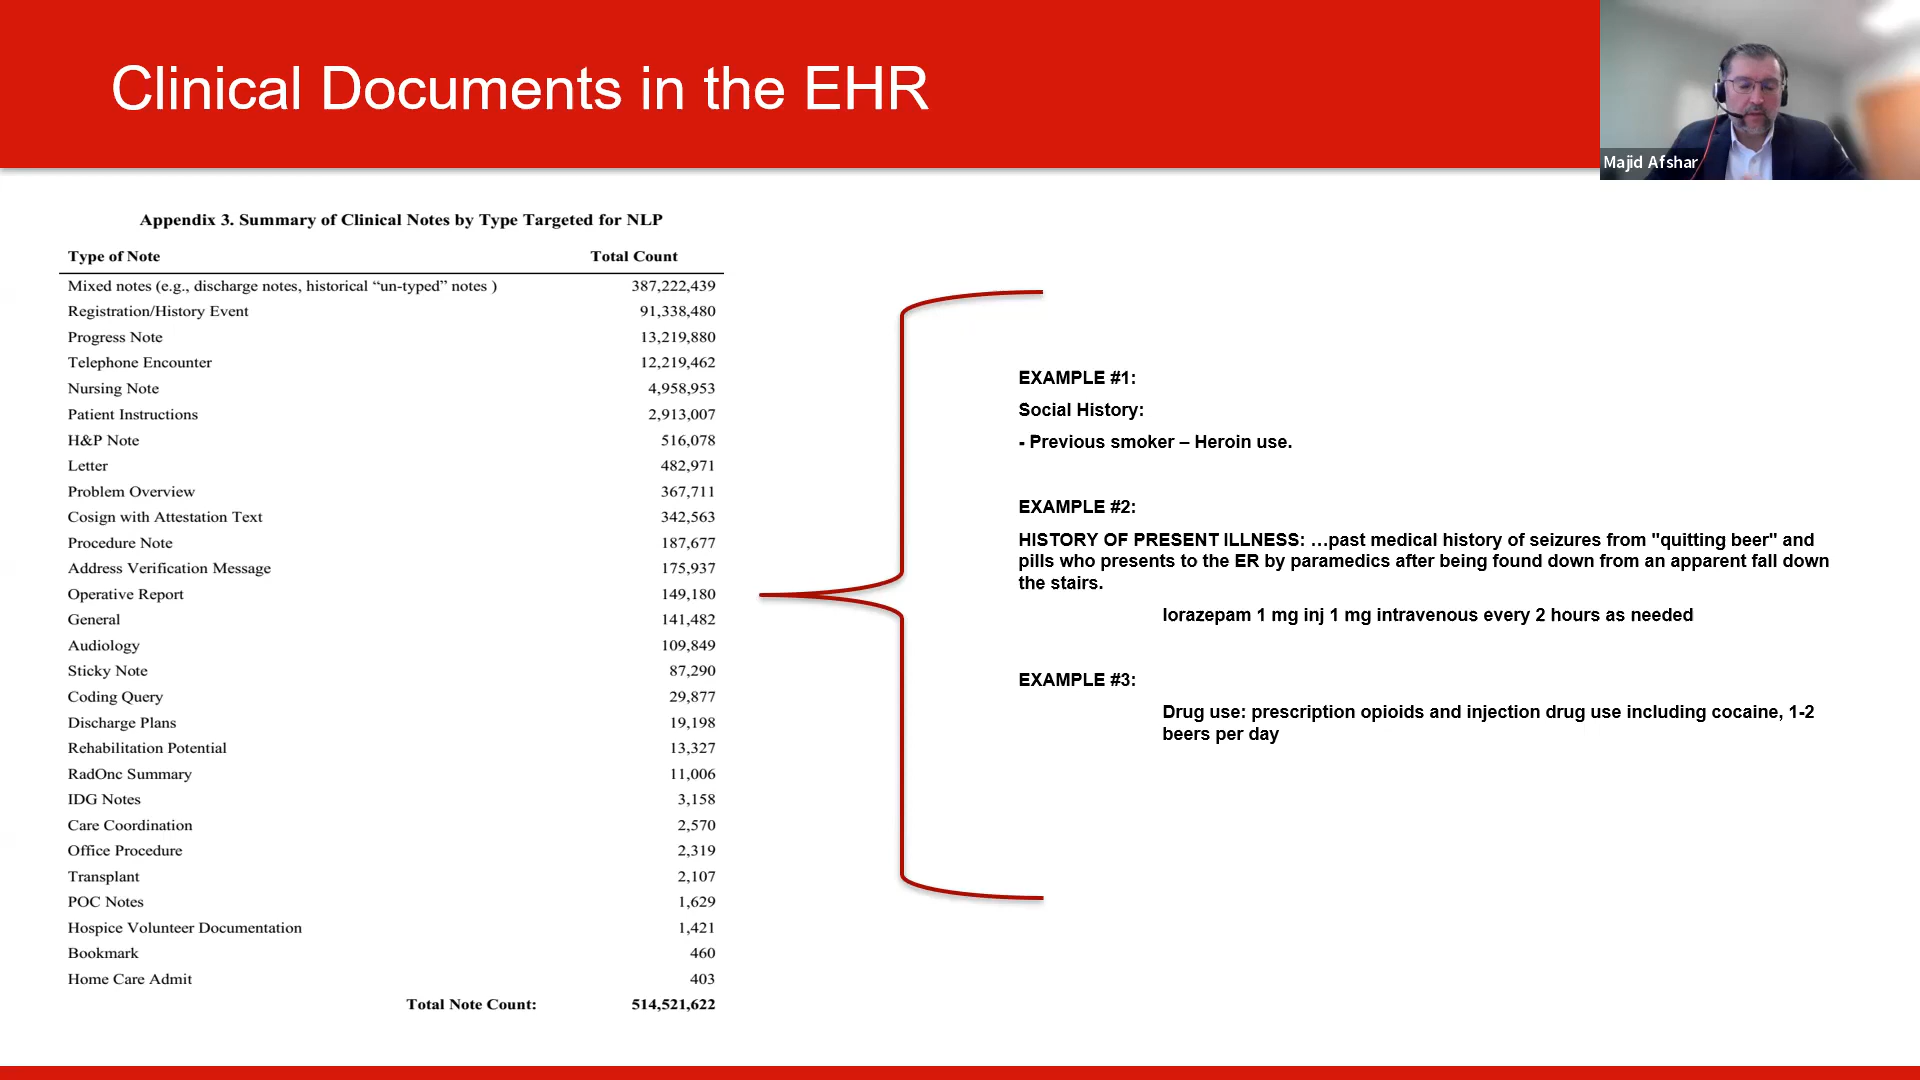 Clinical Documents in the EHR
Majid Afshar
Appendix 3. Summary of Clinical Notes by Type Targeted for NLP
Type of Note Total Count
Mixed notes (e.g., discharge notes, historical “un-typed” notes ) 387,222,439
Registration/History Event 91,338,480
Progress Note 13,219,880
Telephone Encounter 12,219,462
Nursing Note 4,958,953
Patient Instructions 2,913,007
H&P Note 516,078
Letter 482,971
Problem Overview 367,711
Cosign with Attestation Text 342,563
Procedure Note 187,677
Address Verification Message 175,937
Operative Report 149,180
General 141,482
Audiology 109,849
Sticky Note 87,290
Coding Query 29,877
Discharge Plans 19,198
Rehabilitation Potential 13,327
RadOnc Summary 11,006
IDG Notes 3,158
Care Coordination 2,570
Office Procedure 2,319
Transplant 2,107
POC Notes 1,629
Hospice Volunteer Documentation 1,421
Bookmark 460
Home Care Admit 403
Total Note Count: 514,521,622
EXAMPLE #1:
Social History:
- Previous smoker – Heroin use.
EXAMPLE #2:
HISTORY OF PRESENT ILLNESS: …past medical history of seizures from "quitting beer" and
pills who presents to the ER by paramedics after being found down from an apparent fall down
the stairs.
lorazepam 1 mg inj 1 mg intravenous every 2 hours as needed
EXAMPLE #3:
Drug use: prescription opioids and injection drug use including cocaine, 1-2
beers per day